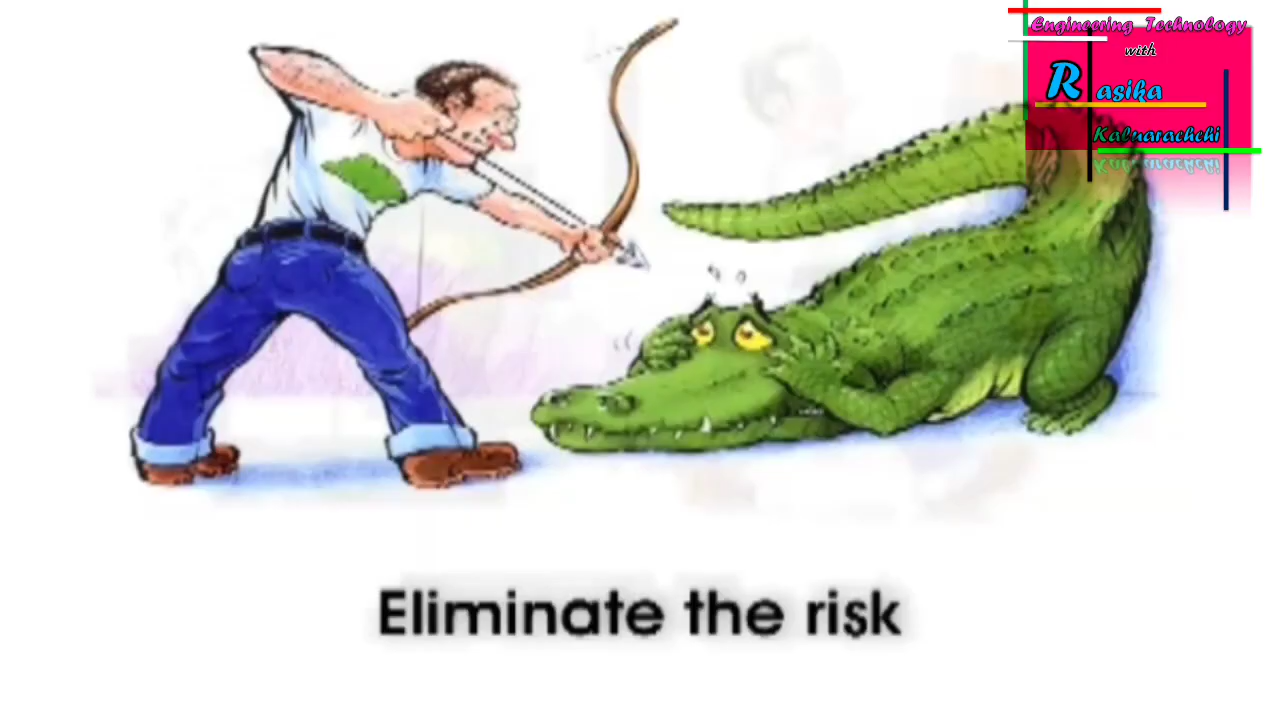 Engineering Technology
with
Rasika
Kaluarachchi
Eliminate the risk